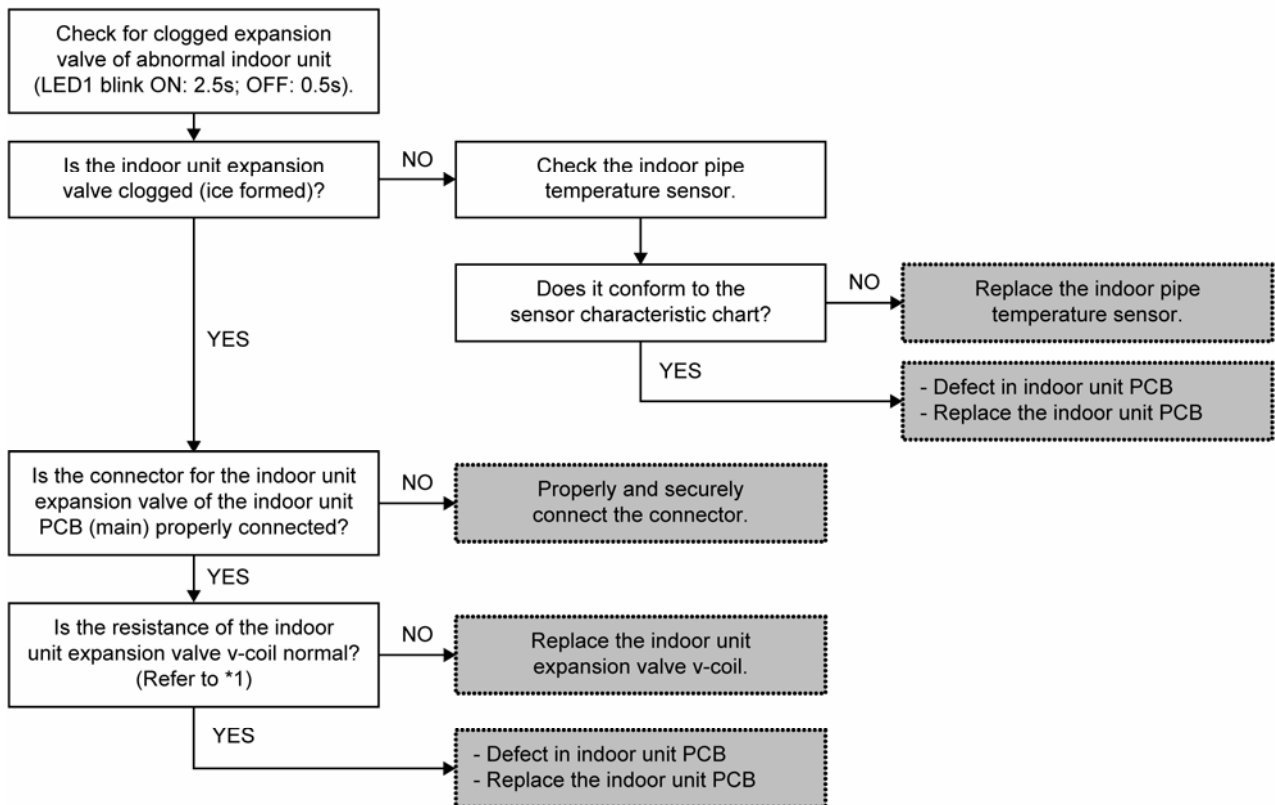 Check for clogged expansion
valve of abnormal indoor unit
(LED1 blink ON: 2.5s; OFF: 0.5s).
Is the indoor unit expansion
valve clogged (ice formed)?
NO
Check the indoor pipe
temperature sensor.
Does it conform to the
sensor characteristic chart?
NO
Replace the indoor pipe
temperature sensor.
YES
YES
- Defect in indoor unit PCB
- Replace the indoor unit PCB
Is the connector for the indoor unit
expansion valve of the indoor unit
PCB (main) properly connected?
NO
Properly and securely
connect the connector.
YES
Is the resistance of the indoor
unit expansion valve v-coil normal?
(Refer to *1)
NO
Replace the indoor unit
expansion valve v-coil.
YES
- Defect in indoor unit PCB
- Replace the indoor unit PCB